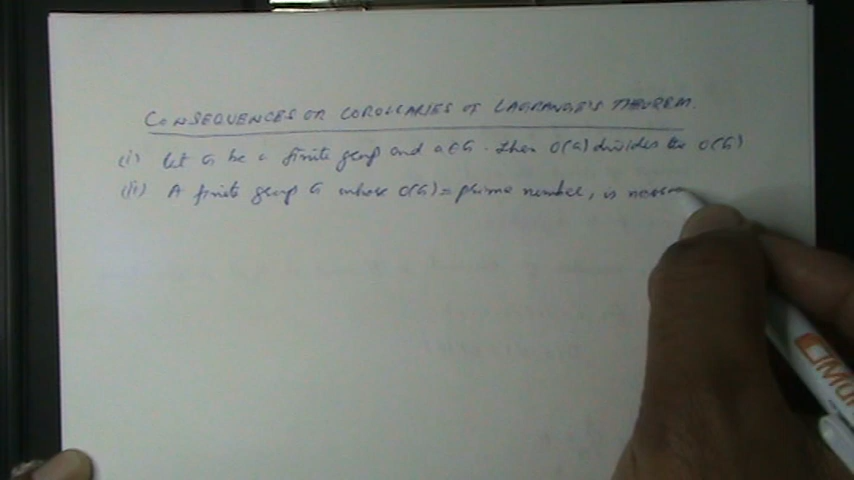 CONSEQUENCES OR COROLLARIES OF LAGRANGE'S THEOREM.
(i) Let G be a finite group and a∈G. Then O(a) divides the O(G)
(ii) A finite group G whose O(G) = prime number, is